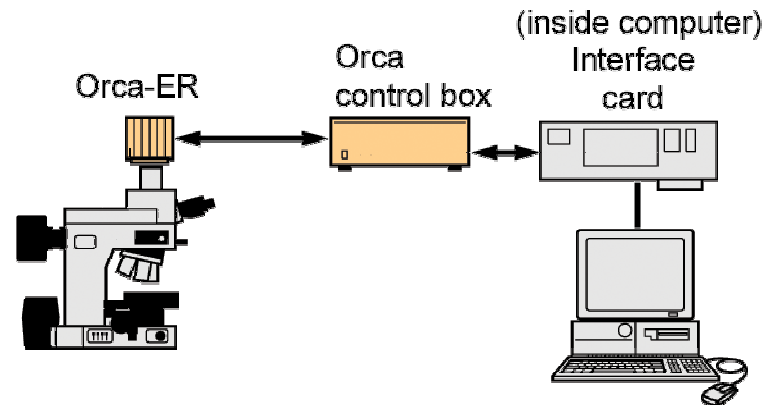 Orca-ER
Orca
control box
(inside computer)
Interface
card